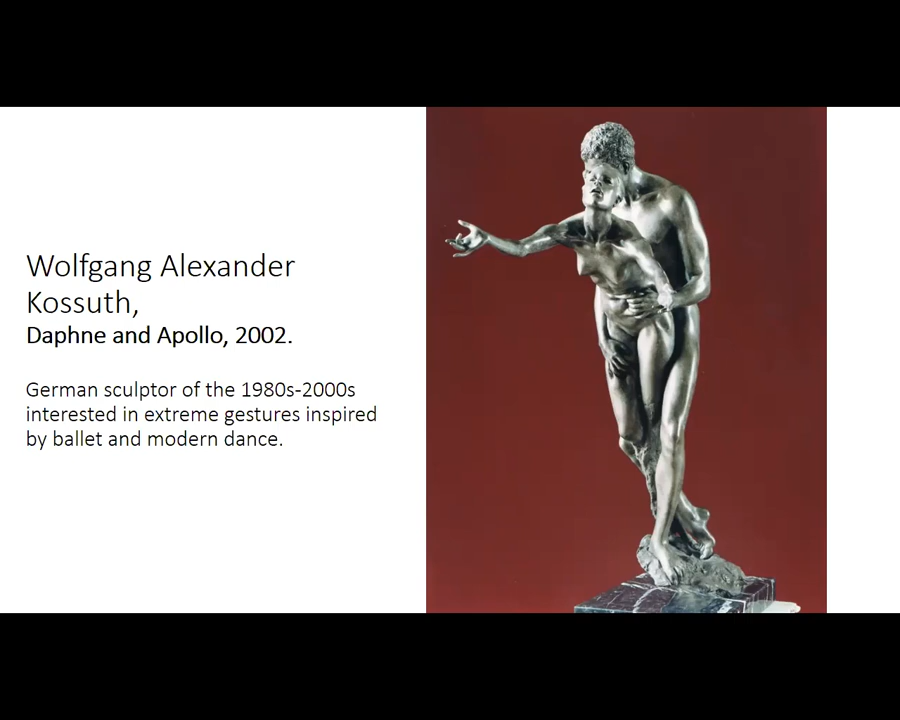 Wolfgang Alexander
Kossuth,
Daphne and Apollo, 2002.
German sculptor of the 1980s-2000s
interested in extreme gestures inspired
by ballet and modern dance.